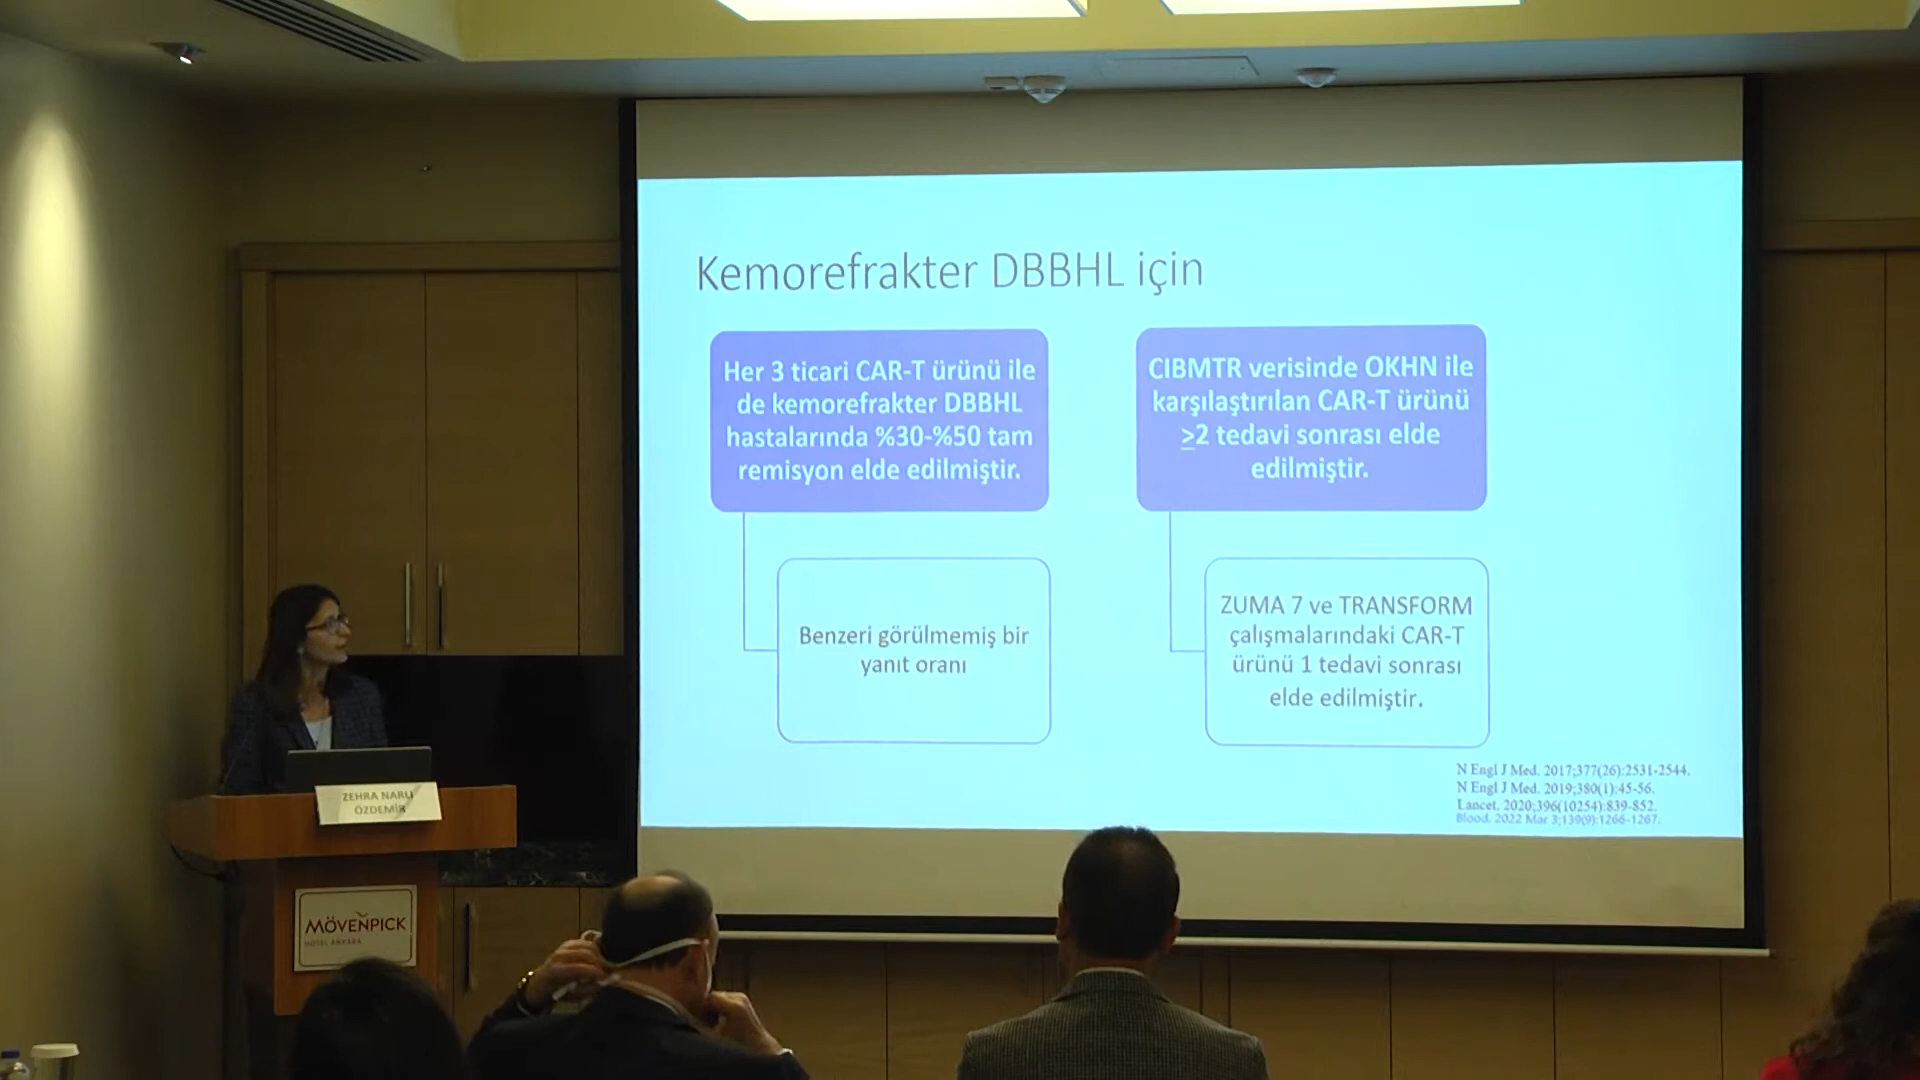 Kemorefrakter DBBHL için
Her 3 ticari CAR-T ürünü ile
de kemorefrakter DBBHL
hastalarında %30-%50 tam
remisyon elde edilmiştir.
Benzeri görülmemiş bir
yanıt oranı
CIBMTR verisinde OKHN ile
karşılaştırılan CAR-T ürünü
>2 tedavi sonrası elde
edilmiştir.
ZUMA 7 ve TRANSFORM
çalışmalarındaki CAR-T
ürünü 1 tedavi sonrası
elde edilmiştir.
N Engl J Med. 2017;377(26):2531-2544.
N Engl J Med. 2019;380(1):45-56.
Lancet. 2020;396(10254):839-852.
Blood. 2022 Mar 3;139(9):1266-1267.
ZEHRA NARLI
ÖZDEMİR
MÖVENPICK
HOTEL ANKARA